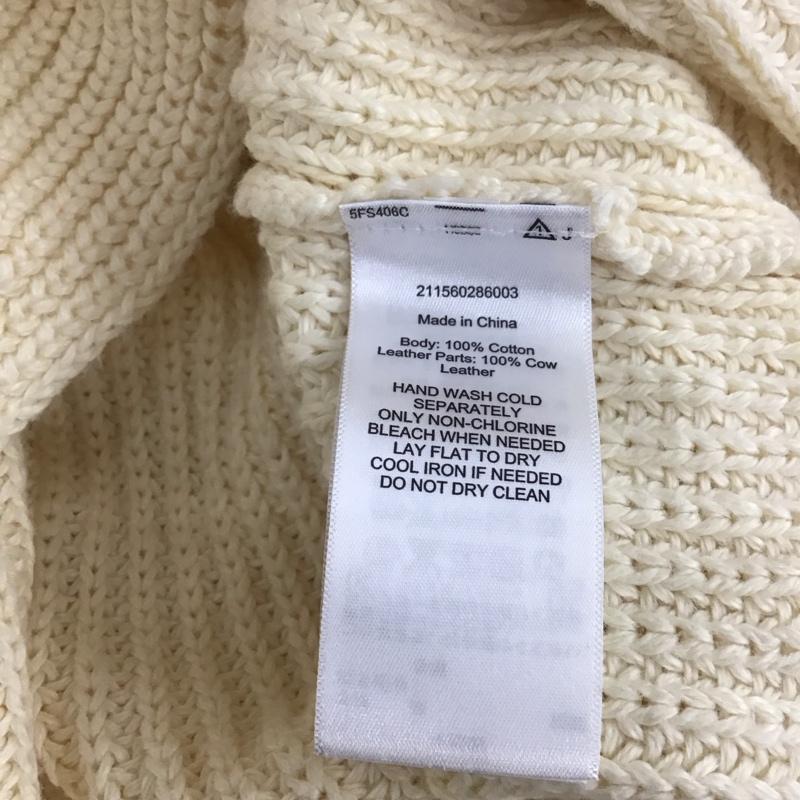 5FS406C
211560286003
Made in China
Body: 100% Cotton
Leather Parts: 100% Cow
Leather
HAND WASH COLD
SEPARATELY
ONLY NON-CHLORINE
BLEACH WHEN NEEDED
LAY FLAT TO DRY
COOL IRON IF NEEDED
DO NOT DRY CLEAN